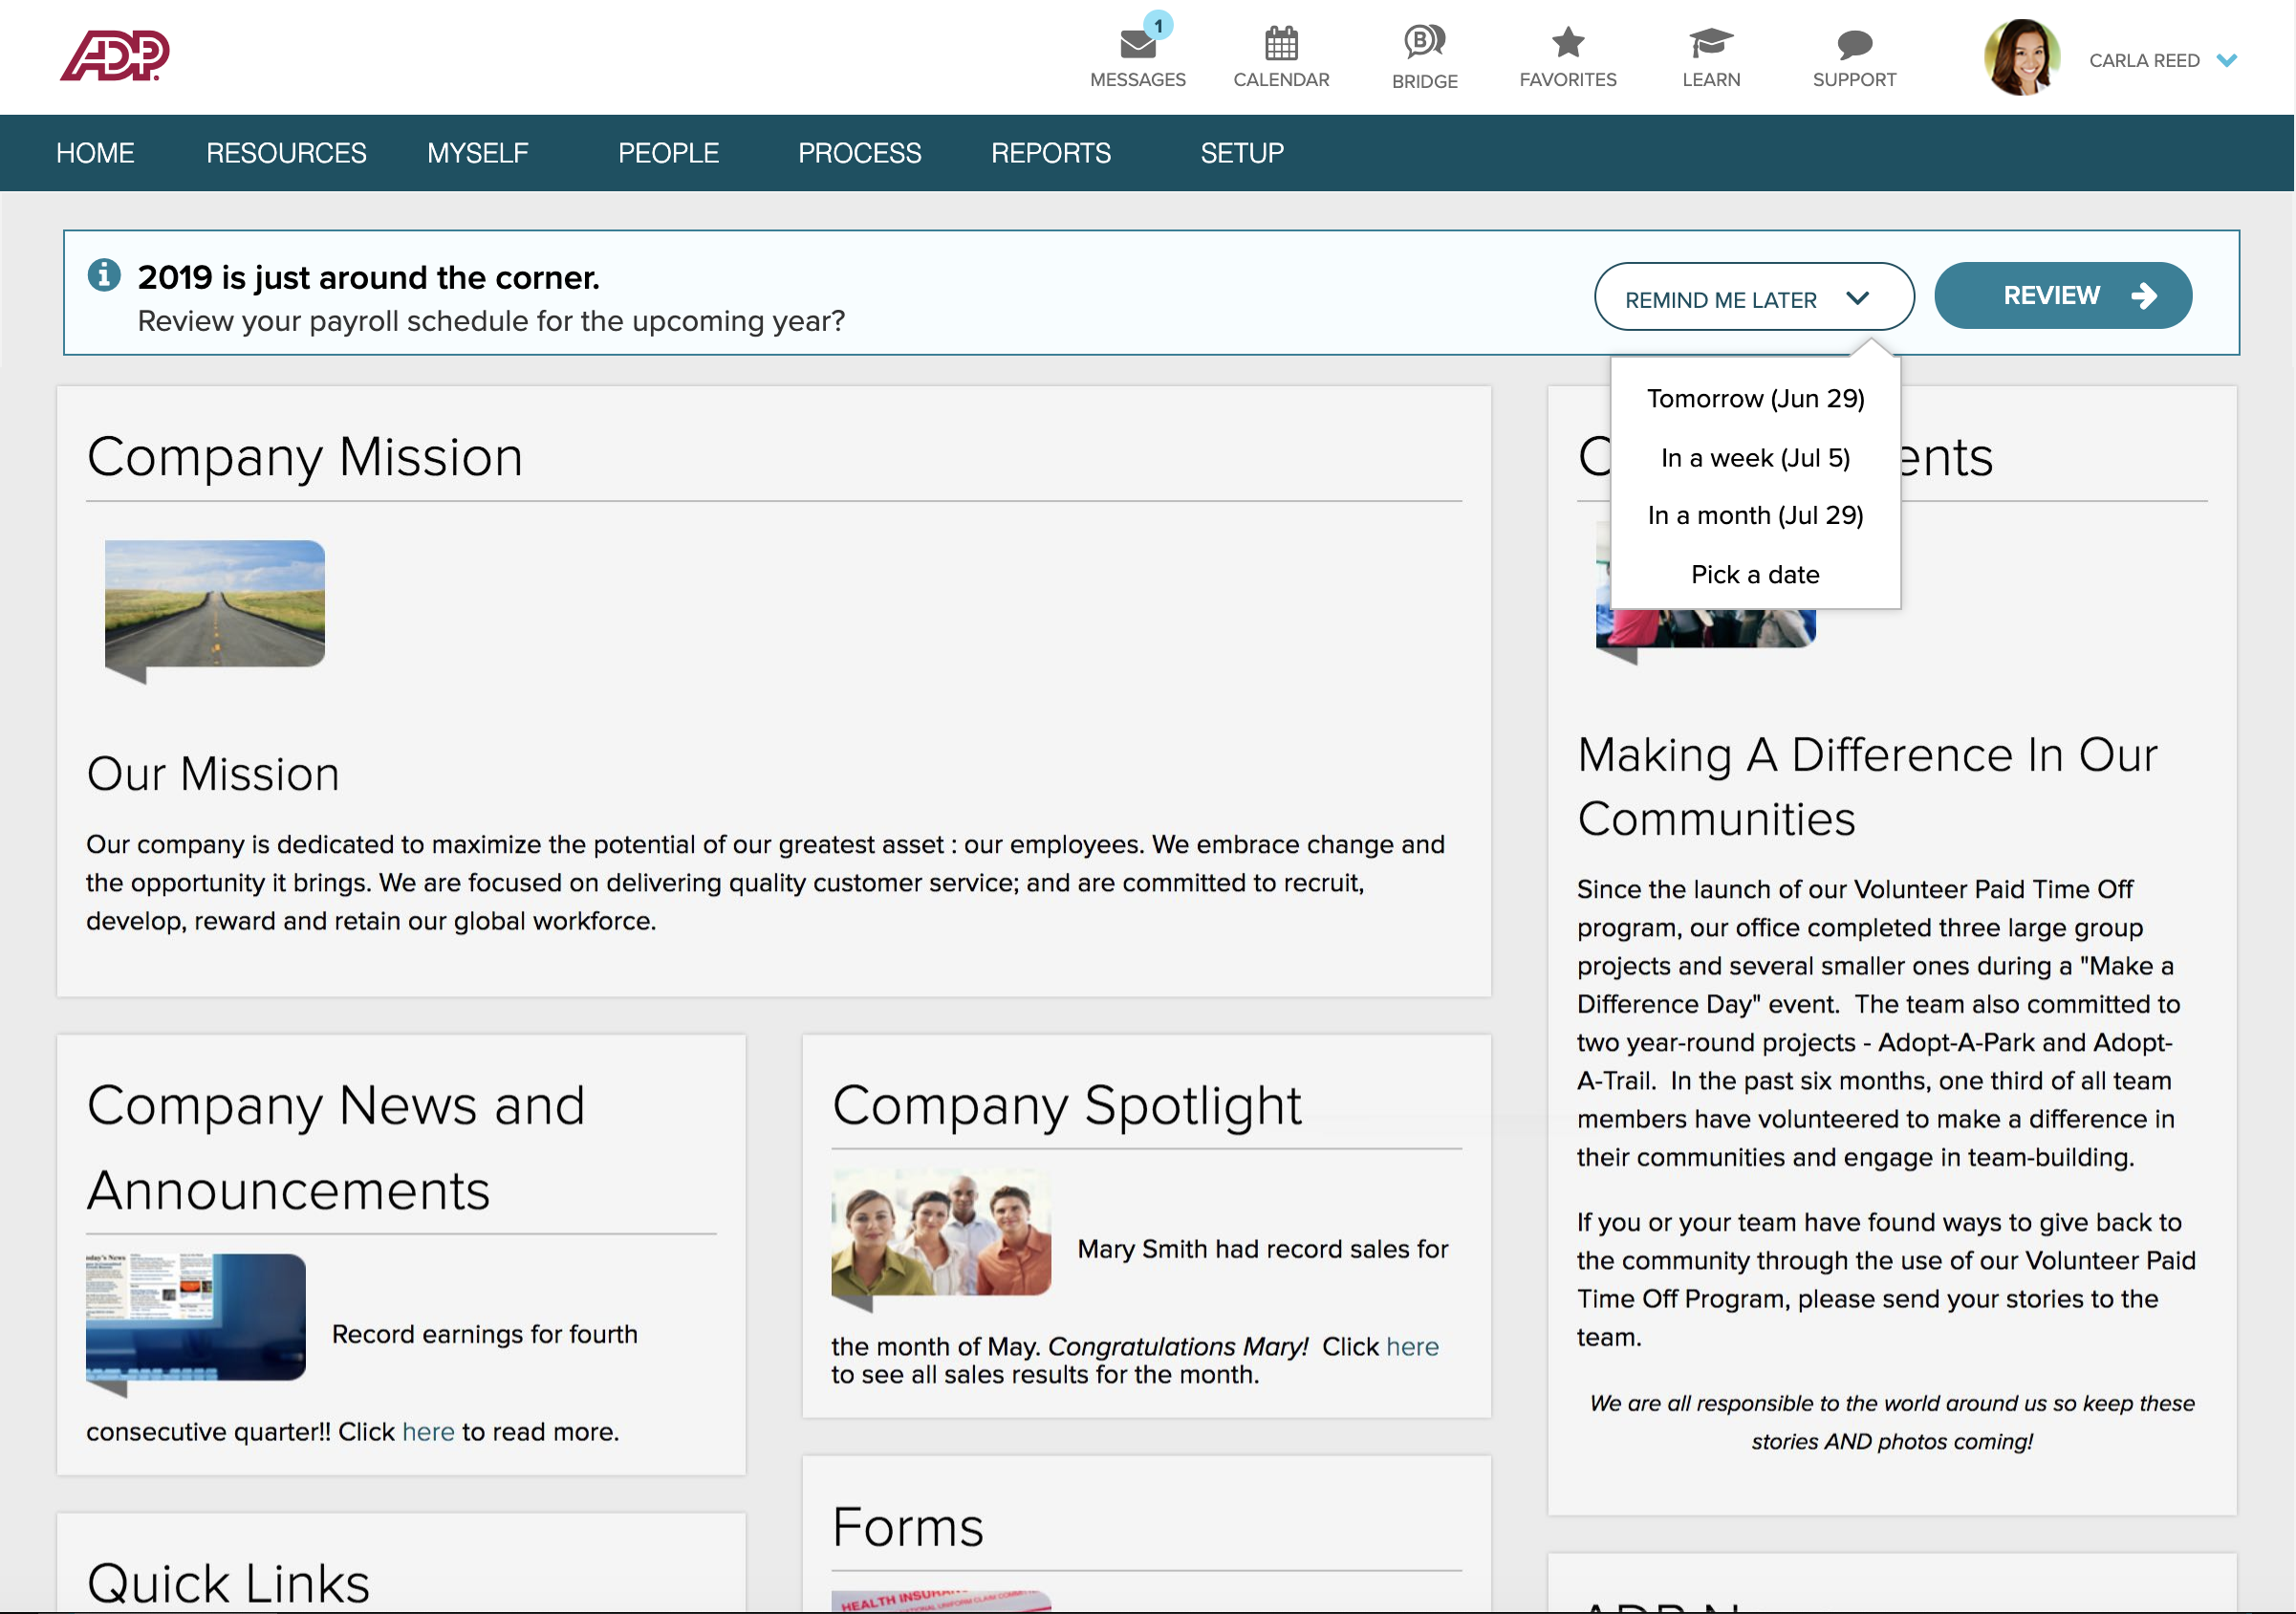 ADP
1
MESSAGES
CALENDAR
BRIDGE
FAVORITES
LEARN
SUPPORT
CARLA REED
HOME
RESOURCES
MYSELF
PEOPLE
PROCESS
REPORTS
SETUP
2019 is just around the corner.
Review your payroll schedule for the upcoming year?
REMIND ME LATER
REVIEW
Tomorrow (Jun 29)
In a week (Jul 5)
In a month (Jul 29)
Pick a date
Company Mission
Our Mission
Our company is dedicated to maximize the potential of our greatest asset : our employees. We embrace change and
the opportunity it brings. We are focused on delivering quality customer service; and are committed to recruit,
develop, reward and retain our global workforce.
Making A Difference In Our
Communities
Since the launch of our Volunteer Paid Time Off
program, our office completed three large group
projects and several smaller ones during a "Make a
Difference Day" event.  The team also committed to
two year-round projects - Adopt-A-Park and Adopt-
A-Trail.  In the past six months, one third of all team
members have volunteered to make a difference in
their communities and engage in team-building.
If you or your team have found ways to give back to
the community through the use of our Volunteer Paid
Time Off Program, please send your stories to the
team.
We are all responsible to the world around us so keep these
stories AND photos coming!
Company News and
Announcements
Record earnings for fourth
consecutive quarter!! Click here to read more.
Company Spotlight
Mary Smith had record sales for
the month of May. Congratulations Mary!  Click here
to see all sales results for the month.
Quick Links
Forms
HEALTH